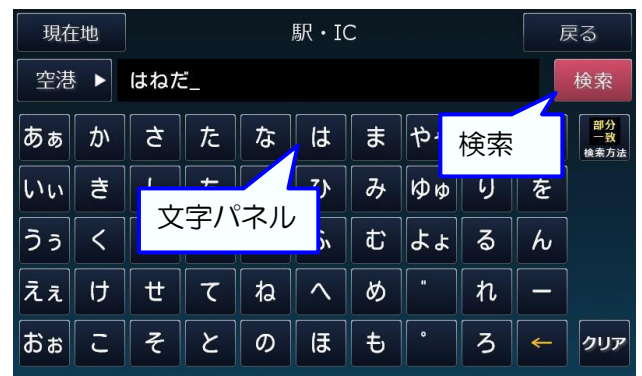 現在地 駅・IC 戻る
空港 ▶ はねだ_ 検索
あぁ か さ た な は ま や 検索 部分一致検索方法
いぃ き ひ み ゆゅ り を
文字パネル
うぅ く む よょ る ん
えぇ け せ て ね へ め ゛ れ ー
おぉ こ そ と の ほ も ゜ ろ ← クリア